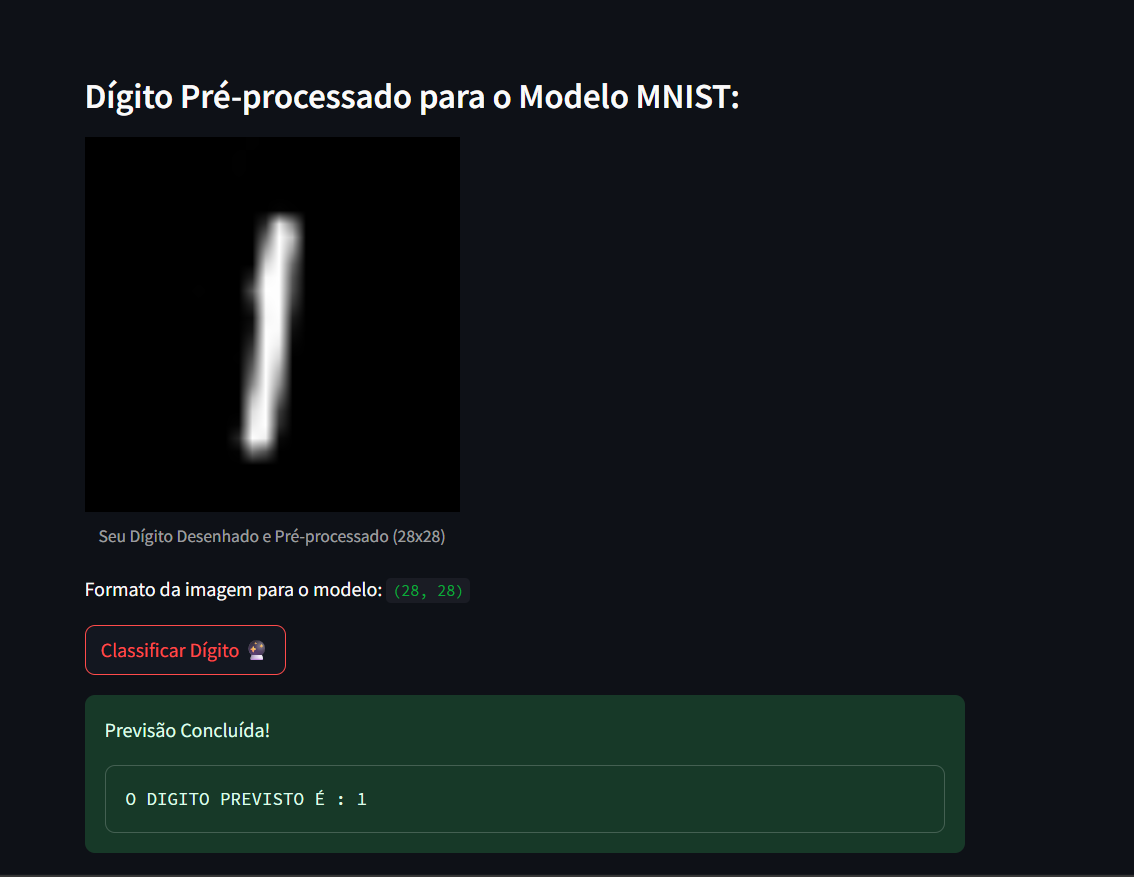 Dígito Pré-processado para o Modelo MNIST:
1
Seu Dígito Desenhado e Pré-processado (28x28)
Formato da imagem para o modelo: (28, 28)
Classificar Dígito 🔮
Previsão Concluída!
O DIGITO PREVISTO É : 1